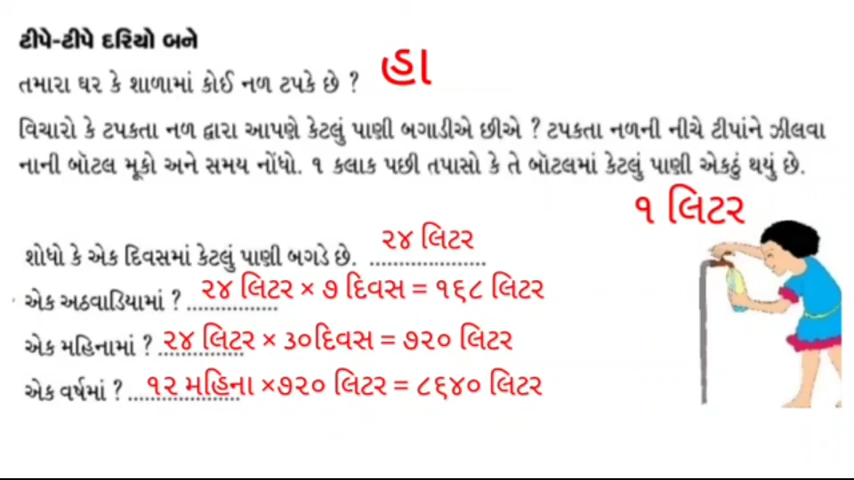 ટીપે-ટીપે દરિયો બને
તમારા ઘર કે શાળામાં કોઈ નળ ટપકે છે ? હા
વિચારો કે ટપકતા નળ દ્વારા આપણે કેટલું પાણી બગાડીએ છીએ ? ટપકતા નળની નીચે ટીપાંને ઝીલવા
નાની બૉટલ મૂકો અને સમય નોંધો. ૧ કલાક પછી તપાસો કે તે બૉટલમાં કેટલું પાણી એકઠું થયું છે.
૧ લિટર
શોધો કે એક દિવસમાં કેટલું પાણી બગડે છે. ૨૪ લિટર
એક અઠવાડિયામાં ? ૨૪ લિટર × ૭ દિવસ = ૧૬૮ લિટર
એક મહિનામાં ? ૨૪ લિટર × ૩૦દિવસ = ૭૨૦ લિટર
એક વર્ષમાં ? ૧૨ મહિના ×૭૨૦ લિટર = ૮૬૪૦ લિટર